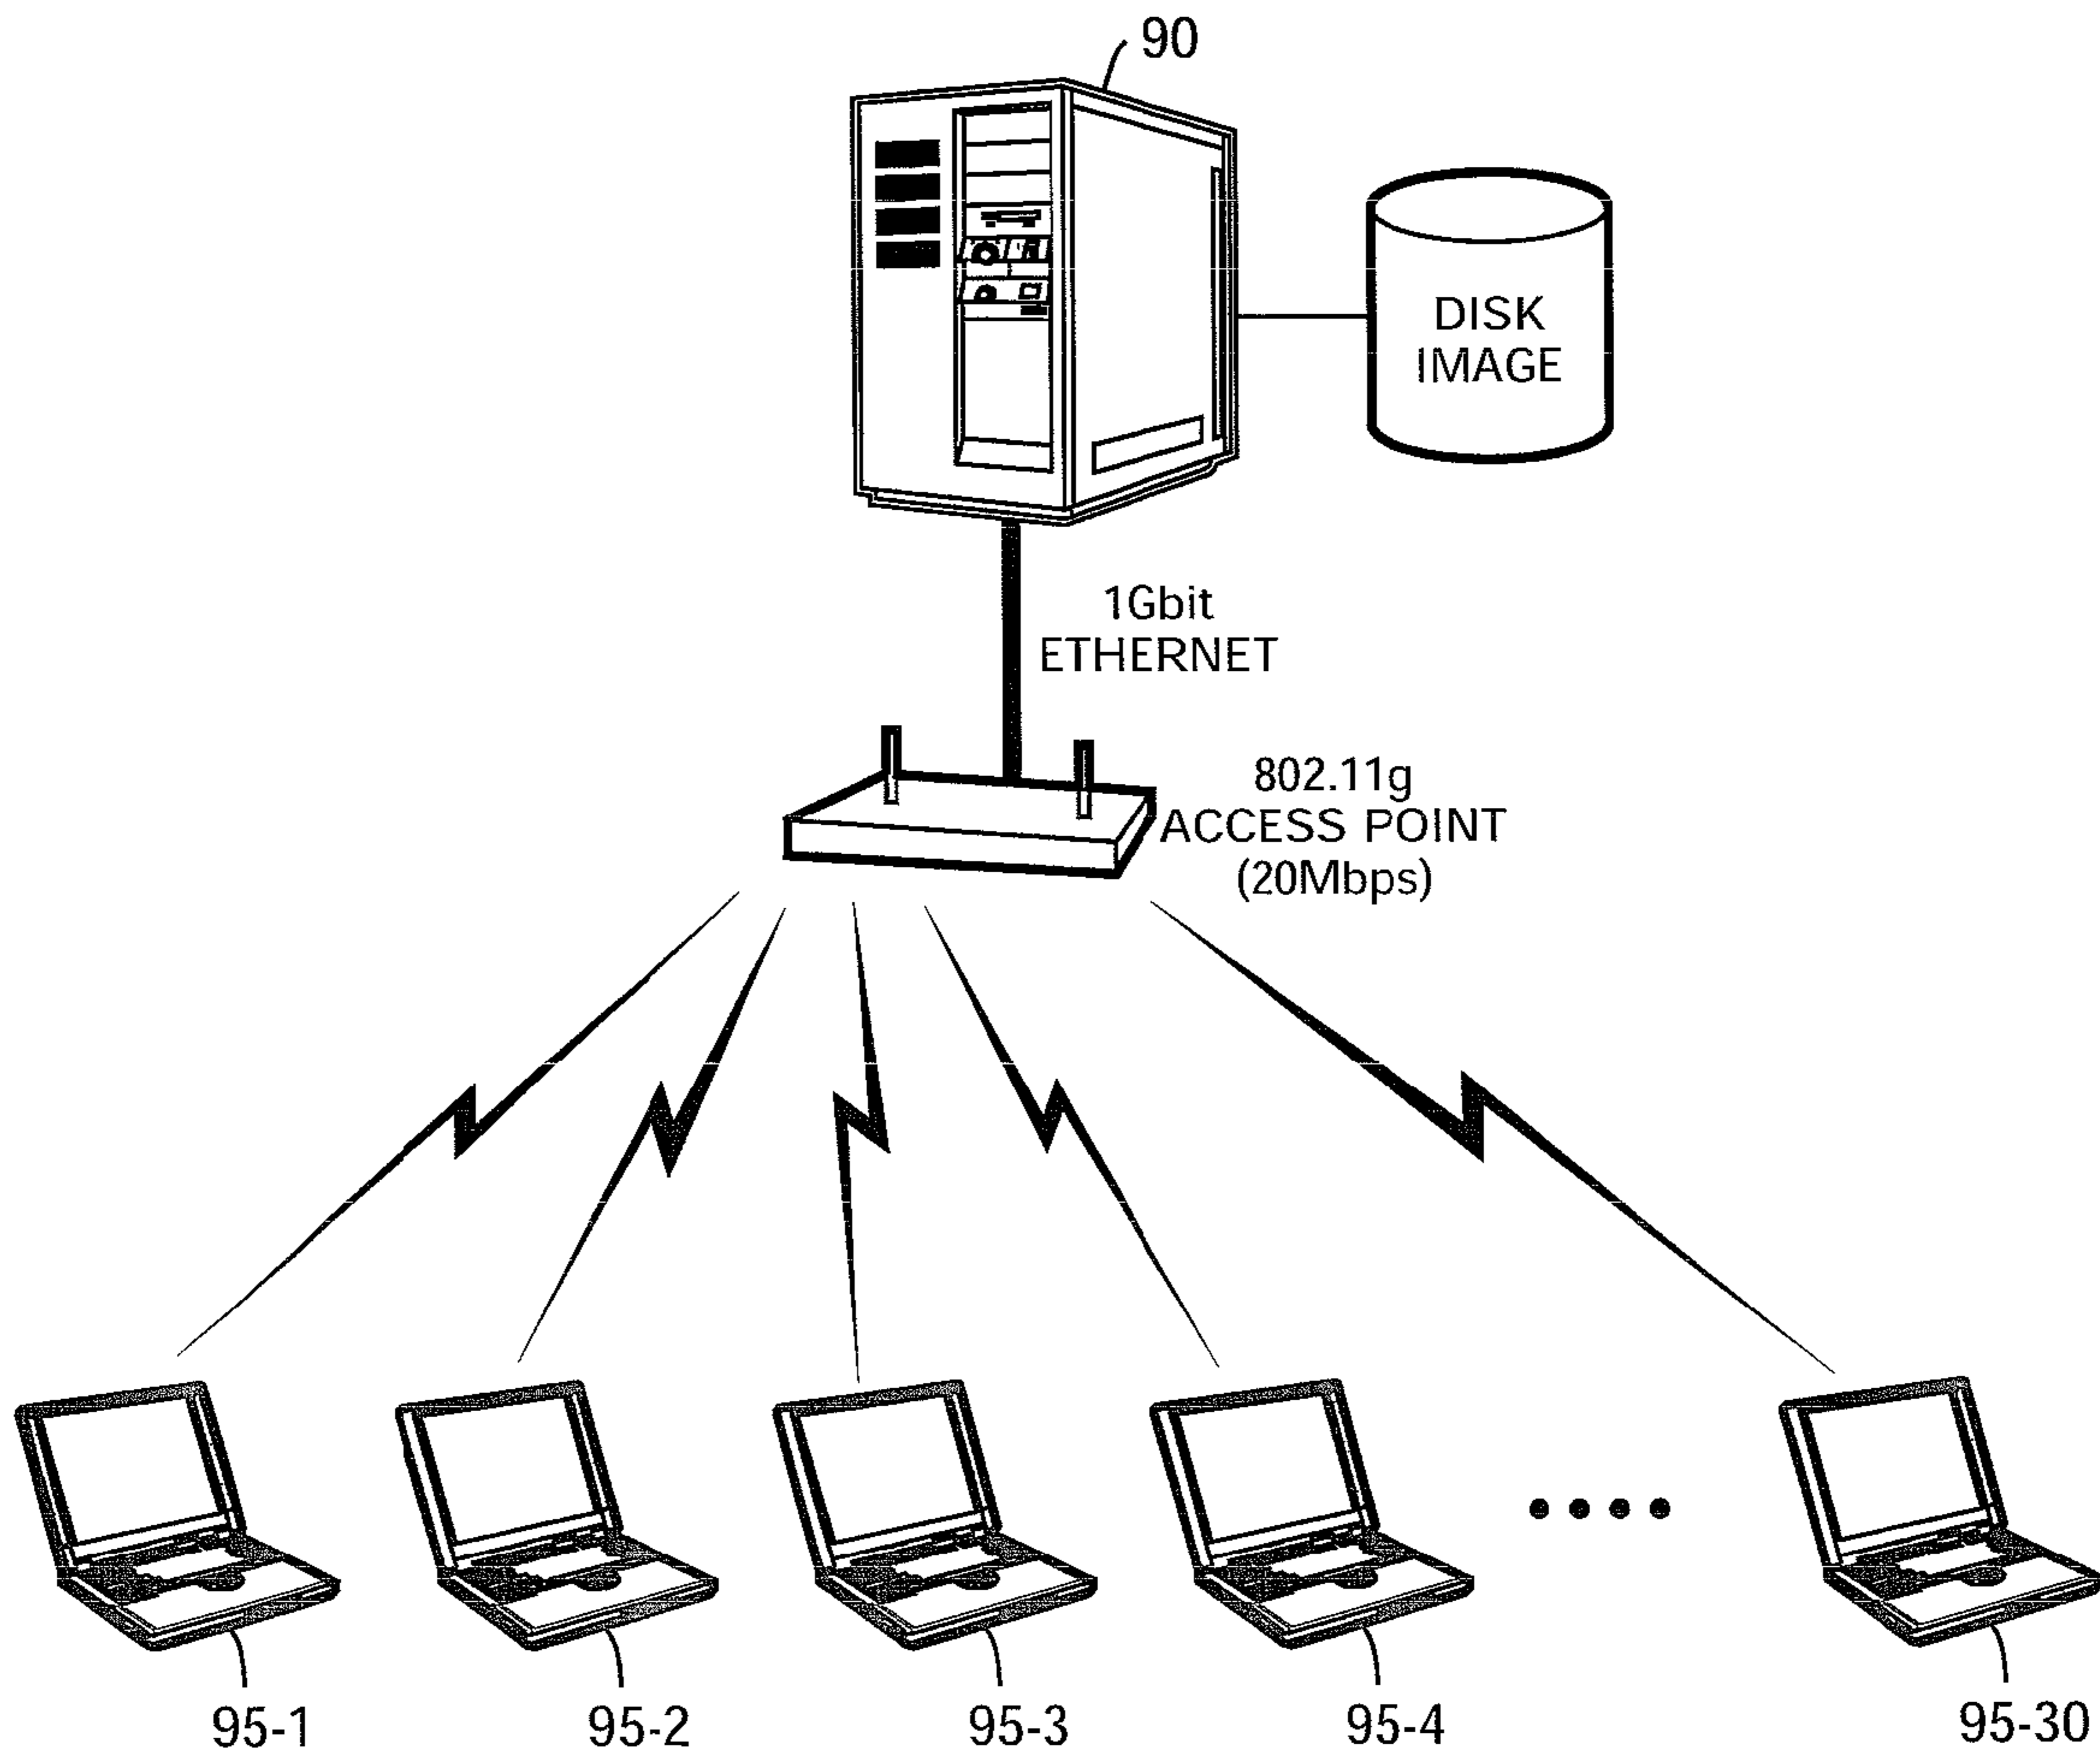 90
DISK
IMAGE
1Gbit
ETHERNET
802.11g
ACCESS POINT
(20Mbps)
95-1
95-2
95-3
95-4
95-30